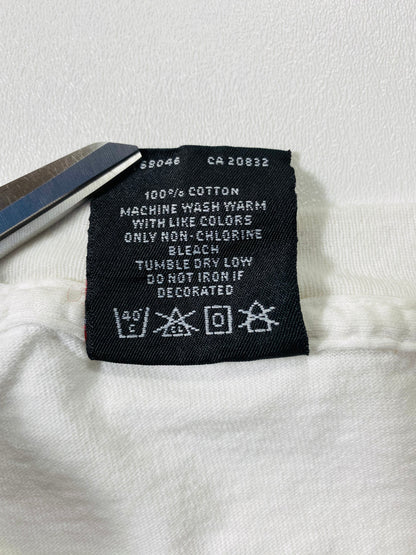 CA 20832
100% COTTON
MACHINE WASH WARM
WITH LIKE COLORS
ONLY NON-CHLORINE
BLEACH
TUMBLE DRY LOW
DO NOT IRON IF
DECORATED
40°
C CL